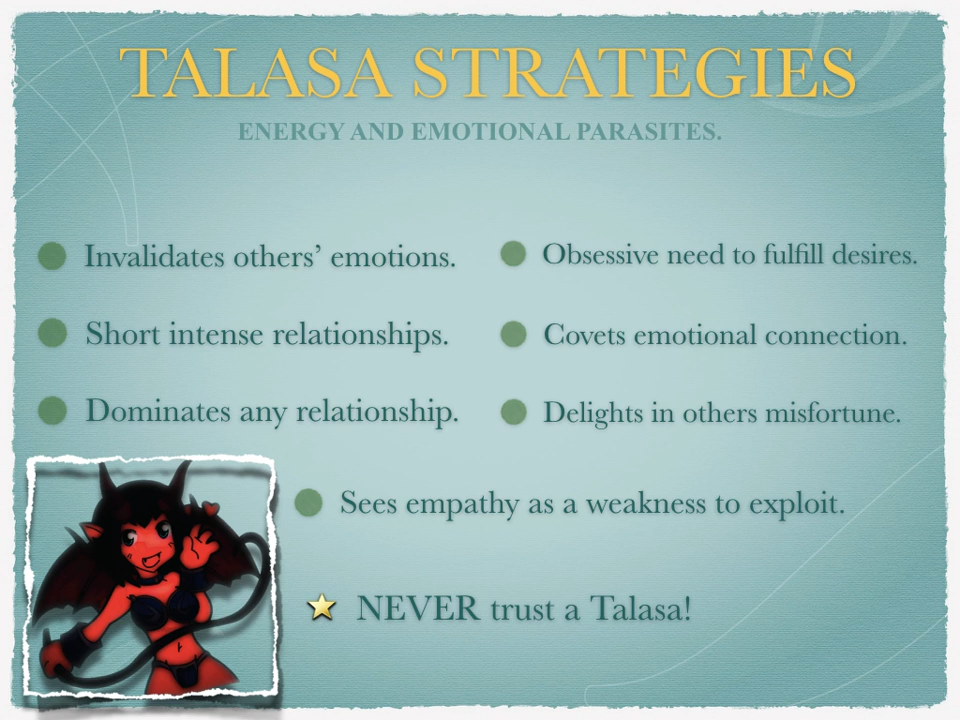 TALASA STRATEGIES
ENERGY AND EMOTIONAL PARASITES.
Invalidates others’ emotions.
Short intense relationships.
Dominates any relationship.
Obsessive need to fulfill desires.
Covets emotional connection.
Delights in others misfortune.
Sees empathy as a weakness to exploit.
NEVER trust a Talasa!